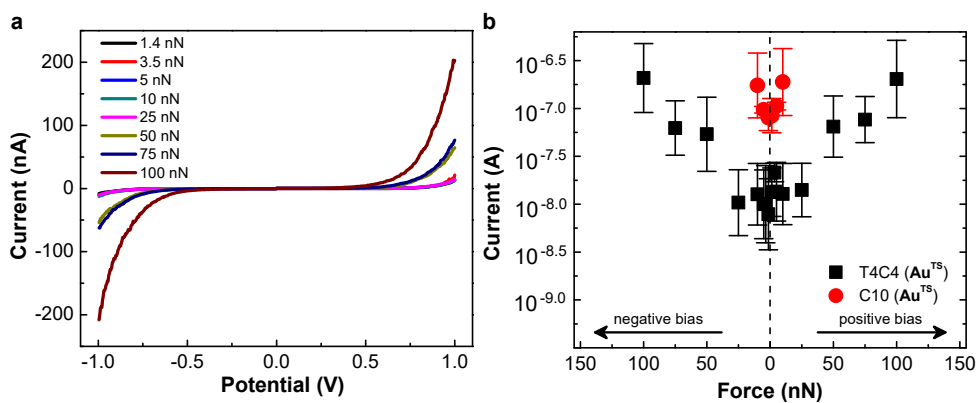 a
1.4 nN
3.5 nN
5 nN
10 nN
25 nN
50 nN
75 nN
100 nN
200
100
0
-100
-200
Current (nA)
-1.0 -0.5 0.0 0.5 1.0
Potential (V)
b
10^-6.5
10^-7.0
10^-7.5
10^-8.0
10^-8.5
10^-9.0
Current (A)
T4C4 (Au^TS)
C10 (Au^TS)
negative bias
positive bias
150 100 50 0 50 100 150
Force (nN)